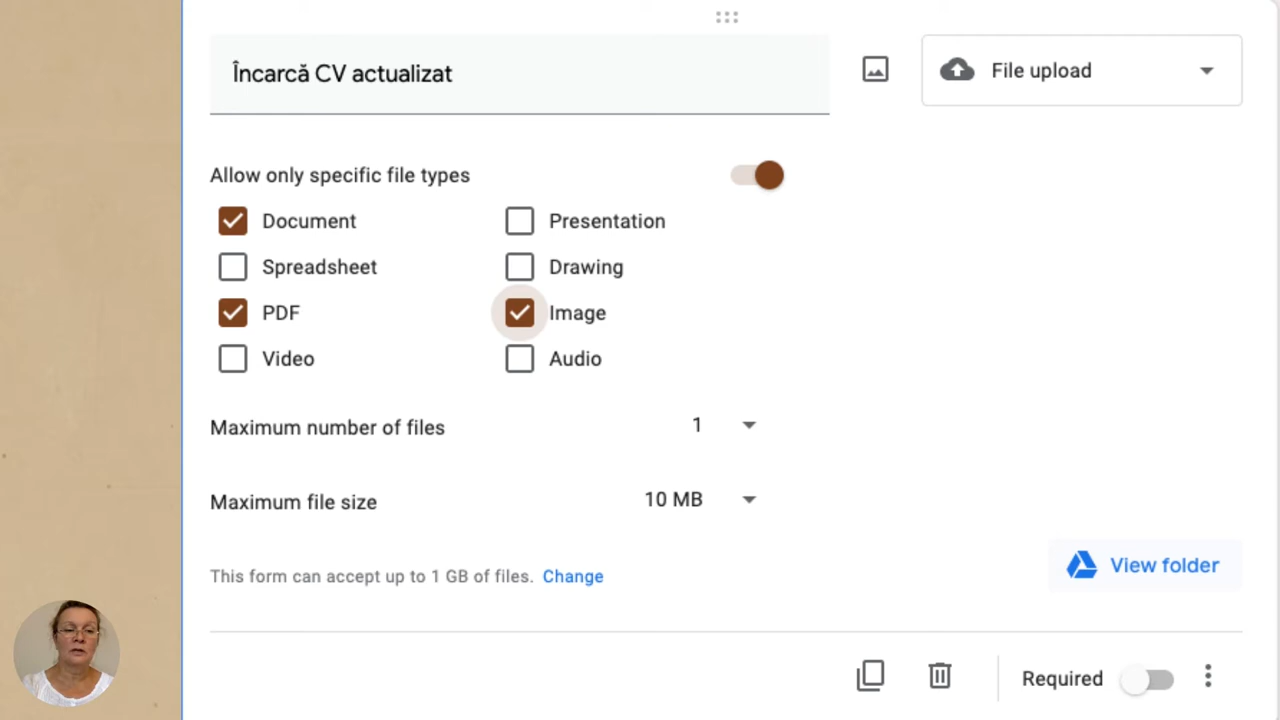 Încarcă CV actualizat
File upload
Allow only specific file types
Document
Presentation
Spreadsheet
Drawing
PDF
Image
Video
Audio
Maximum number of files
1
Maximum file size
10 MB
This form can accept up to 1 GB of files. Change
View folder
Required